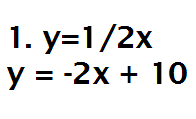 1. y=1/2x
y = -2x + 10